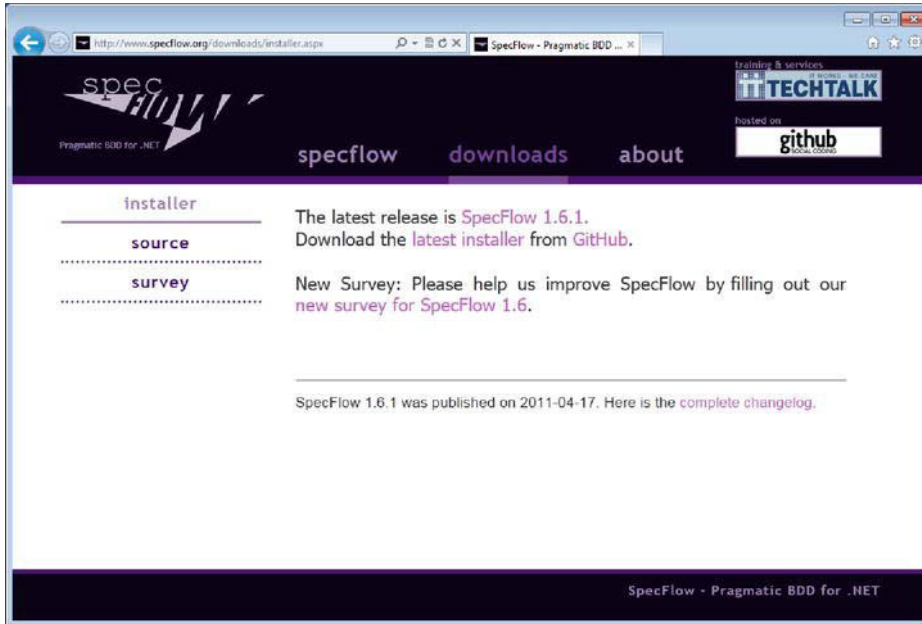 http://www.specflow.org/downloads/installer.aspx
SpecFlow - Pragmatic BDD ...
spec
FLOW
Pragmatic BDD for .NET
training & services
IT WORKS - WE CARE
TECHTALK
hosted on
github
SOCIAL CODING
specflow downloads about
installer
source
survey
The latest release is SpecFlow 1.6.1.
Download the latest installer from GitHub.
New Survey: Please help us improve SpecFlow by filling out our
new survey for SpecFlow 1.6.
SpecFlow 1.6.1 was published on 2011-04-17. Here is the complete changelog.
SpecFlow - Pragmatic BDD for .NET